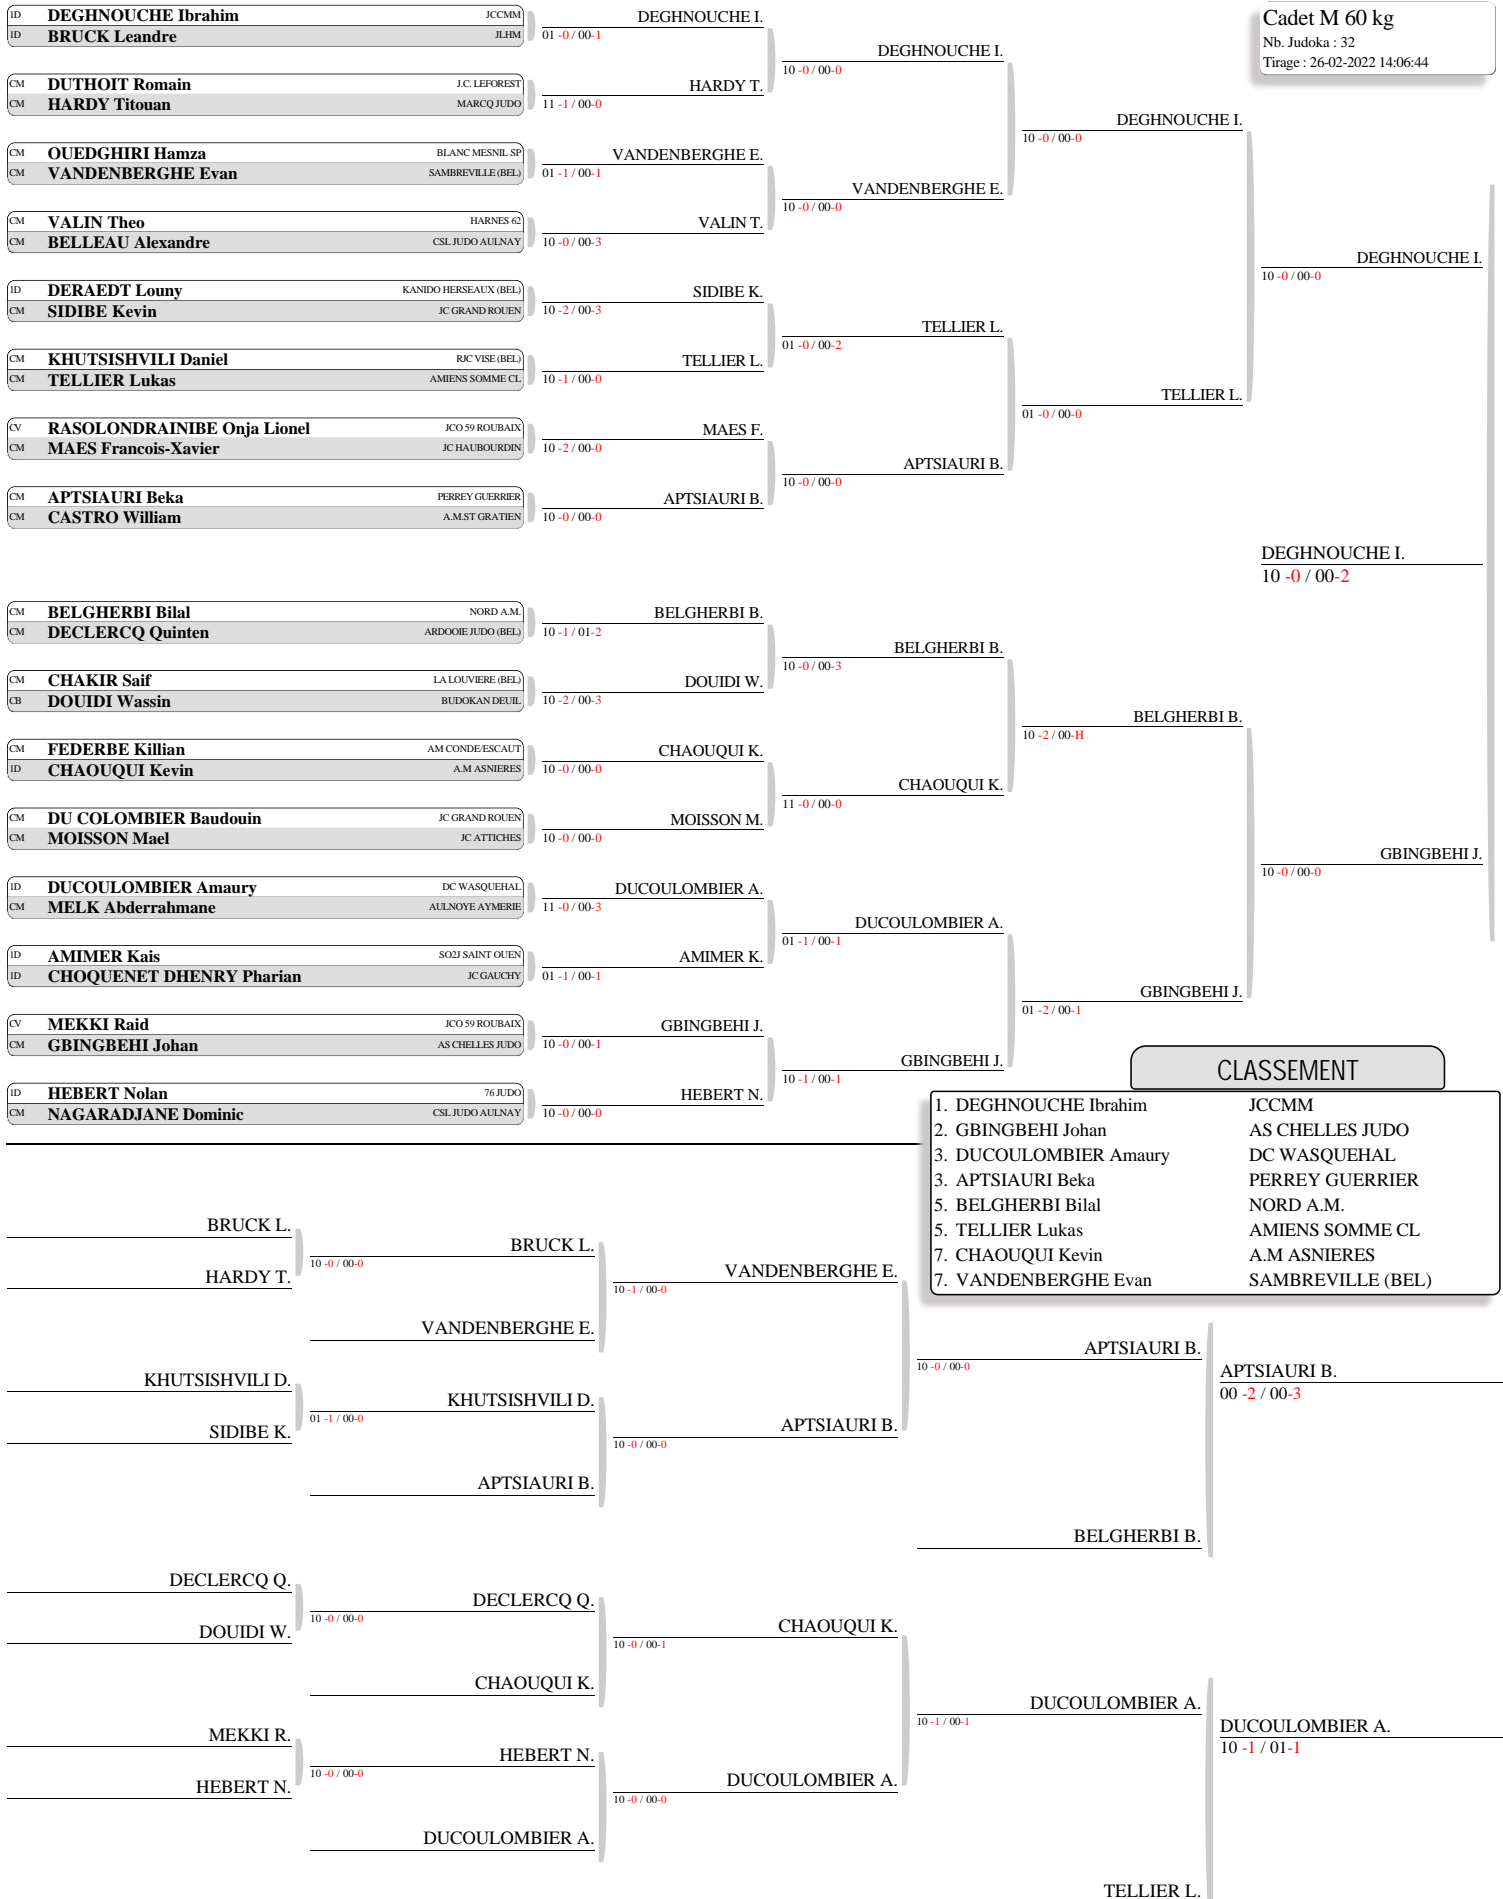 Cadet M 60 kg
Nb. Judoka : 32
Tirage : 26-02-2022 14:06:44
1D DEGHNOUCHE Ibrahim JCCMM
1D BRUCK Leandre JLHM
CM DUTHOIT Romain J.C. LEFOREST
CM HARDY Titouan MARCQ JUDO
CM OUEDGHIRI Hamza BLANC MESNIL SP
CM VANDENBERGHE Evan SAMBREVILLE (BEL)
CM VALIN Theo HARNES 62
CM BELLEAU Alexandre CSL JUDO AULNAY
1D DERAEDT Louny KANIDO HERSEAUX (BEL)
CM SIDIBE Kevin JC GRAND ROUEN
CM KHUTSISHVILI Daniel RJC VISE (BEL)
CM TELLIER Lukas AMIENS SOMME CL
CV RASOLONDRAINIBE Onja Lionel JCO 59 ROUBAIX
CM MAES Francois-Xavier JC HAUBOURDIN
CM APTSIAURI Beka PERREY GUERRIER
CM CASTRO William A.M.ST GRATIEN
CM BELGHERBI Bilal NORD A.M.
CM DECLERCQ Quinten ARDOOIE JUDO (BEL)
CM CHAKIR Saif LA LOUVIERE (BEL)
CB DOUIDI Wassin BUDOKAN DEUIL
CM FEDERBE Killian AM CONDE/ESCAUT
1D CHAOUQUI Kevin A.M ASNIERES
CM DU COLOMBIER Baudouin JC GRAND ROUEN
CM MOISSON Mael JC ATTICHES
1D DUCOULOMBIER Amaury DC WASQUEHAL
CM MELK Abderrahmane AULNOYE AYMERIE
1D AMIMER Kais SO2J SAINT OUEN
1D CHOQUENET DHENRY Pharian JC GAUCHY
CV MEKKI Raid JCO 59 ROUBAIX
CM GBINGBEHI Johan AS CHELLES JUDO
1D HEBERT Nolan 76 JUDO
CM NAGARADJANE Dominic CSL JUDO AULNAY
DEGHNOUCHE I.
01 -0 / 00-1
HARDY T.
11 -1 / 00-0
VANDENBERGHE E.
01 -1 / 00-1
VALIN T.
10 -0 / 00-3
SIDIBE K.
10 -2 / 00-3
TELLIER L.
10 -1 / 00-0
MAES F.
10 -2 / 00-0
APTSIAURI B.
10 -0 / 00-0
BELGHERBI B.
10 -1 / 01-2
DOUIDI W.
10 -2 / 00-3
CHAOUQUI K.
10 -0 / 00-0
MOISSON M.
10 -0 / 00-0
DUCOULOMBIER A.
11 -0 / 00-3
AMIMER K.
01 -1 / 00-1
GBINGBEHI J.
10 -0 / 00-1
HEBERT N.
10 -0 / 00-0
DEGHNOUCHE I.
10 -0 / 00-0
VANDENBERGHE E.
10 -0 / 00-0
TELLIER L.
01 -0 / 00-2
APTSIAURI B.
10 -0 / 00-0
BELGHERBI B.
10 -0 / 00-3
CHAOUQUI K.
11 -0 / 00-0
DUCOULOMBIER A.
01 -1 / 00-1
GBINGBEHI J.
10 -1 / 00-1
DEGHNOUCHE I.
10 -0 / 00-0
TELLIER L.
01 -0 / 00-0
BELGHERBI B.
10 -2 / 00-H
GBINGBEHI J.
01 -2 / 00-1
DEGHNOUCHE I.
10 -0 / 00-0
GBINGBEHI J.
10 -0 / 00-0
DEGHNOUCHE I.
10 -0 / 00-2
CLASSEMENT
1. DEGHNOUCHE Ibrahim JCCMM
2. GBINGBEHI Johan AS CHELLES JUDO
3. DUCOULOMBIER Amaury DC WASQUEHAL
3. APTSIAURI Beka PERREY GUERRIER
5. BELGHERBI Bilal NORD A.M.
5. TELLIER Lukas AMIENS SOMME CL
7. CHAOUQUI Kevin A.M ASNIERES
7. VANDENBERGHE Evan SAMBREVILLE (BEL)
BRUCK L.
HARDY T.
KHUTSISHVILI D.
SIDIBE K.
DECLERCQ Q.
DOUIDI W.
MEKKI R.
HEBERT N.
BRUCK L.
10 -0 / 00-0
VANDENBERGHE E.
KHUTSISHVILI D.
01 -1 / 00-0
APTSIAURI B.
DECLERCQ Q.
10 -0 / 00-0
CHAOUQUI K.
HEBERT N.
10 -0 / 00-0
DUCOULOMBIER A.
VANDENBERGHE E.
10 -1 / 00-0
APTSIAURI B.
10 -0 / 00-0
CHAOUQUI K.
10 -0 / 00-1
DUCOULOMBIER A.
10 -0 / 00-0
APTSIAURI B.
10 -0 / 00-0
BELGHERBI B.
DUCOULOMBIER A.
10 -1 / 00-1
TELLIER L.
APTSIAURI B.
00 -2 / 00-3
DUCOULOMBIER A.
10 -1 / 01-1